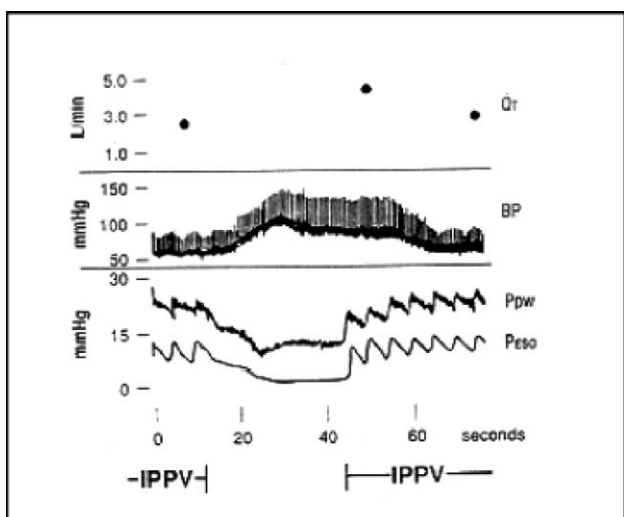 5.0
3.0
1.0
L/min
Q̇T
150
100
50
mmHg
BP
30
15
0
mmHg
Ppw
PESO
0 20 40 60 seconds
IPPV IPPV